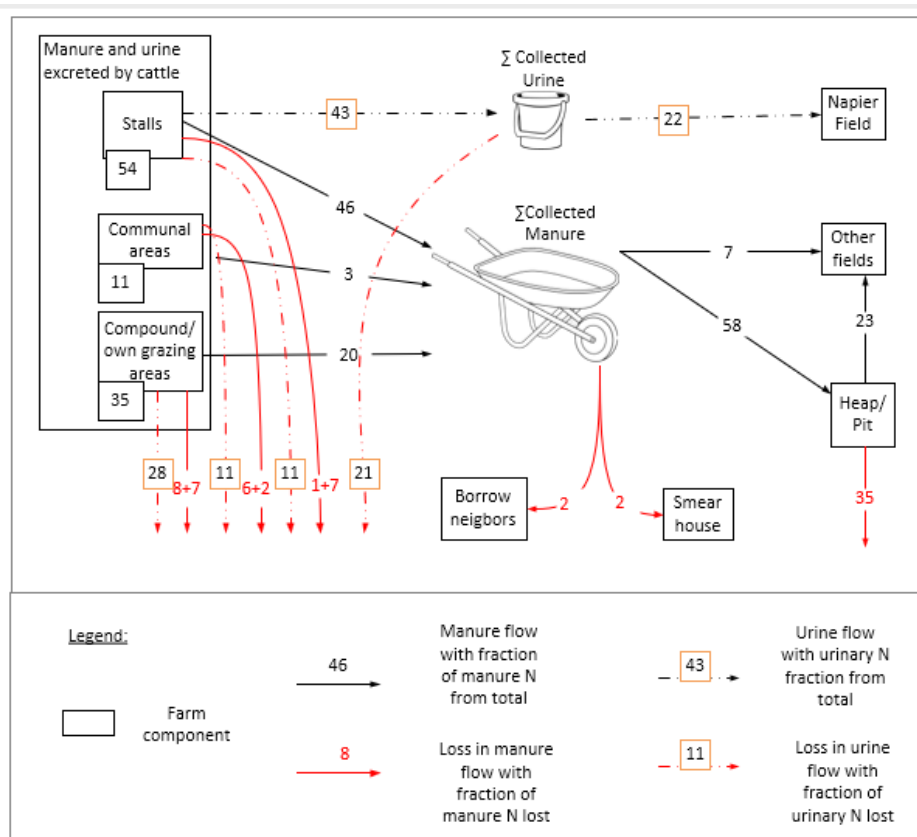 Manure and urine
excreted by cattle
∑ Collected
Urine
Stalls
43
22
Napier
Field
54
46
∑Collected
Manure
Communal
areas
11
3
7
Other
fields
Compound/
own grazing
areas
35
20
58
23
Heap/
Pit
28
8+7
11
6+2
11
1+7
21
Borrow
neigbors
2
2
Smear
house
35
Legend:
Farm
component
46
Manure flow
with fraction
of manure N
from total
43
Urine flow
with urinary N
fraction from
total
8
Loss in manure
flow with
fraction of
manure N lost
11
Loss in urine
flow with
fraction of
urinary N lost